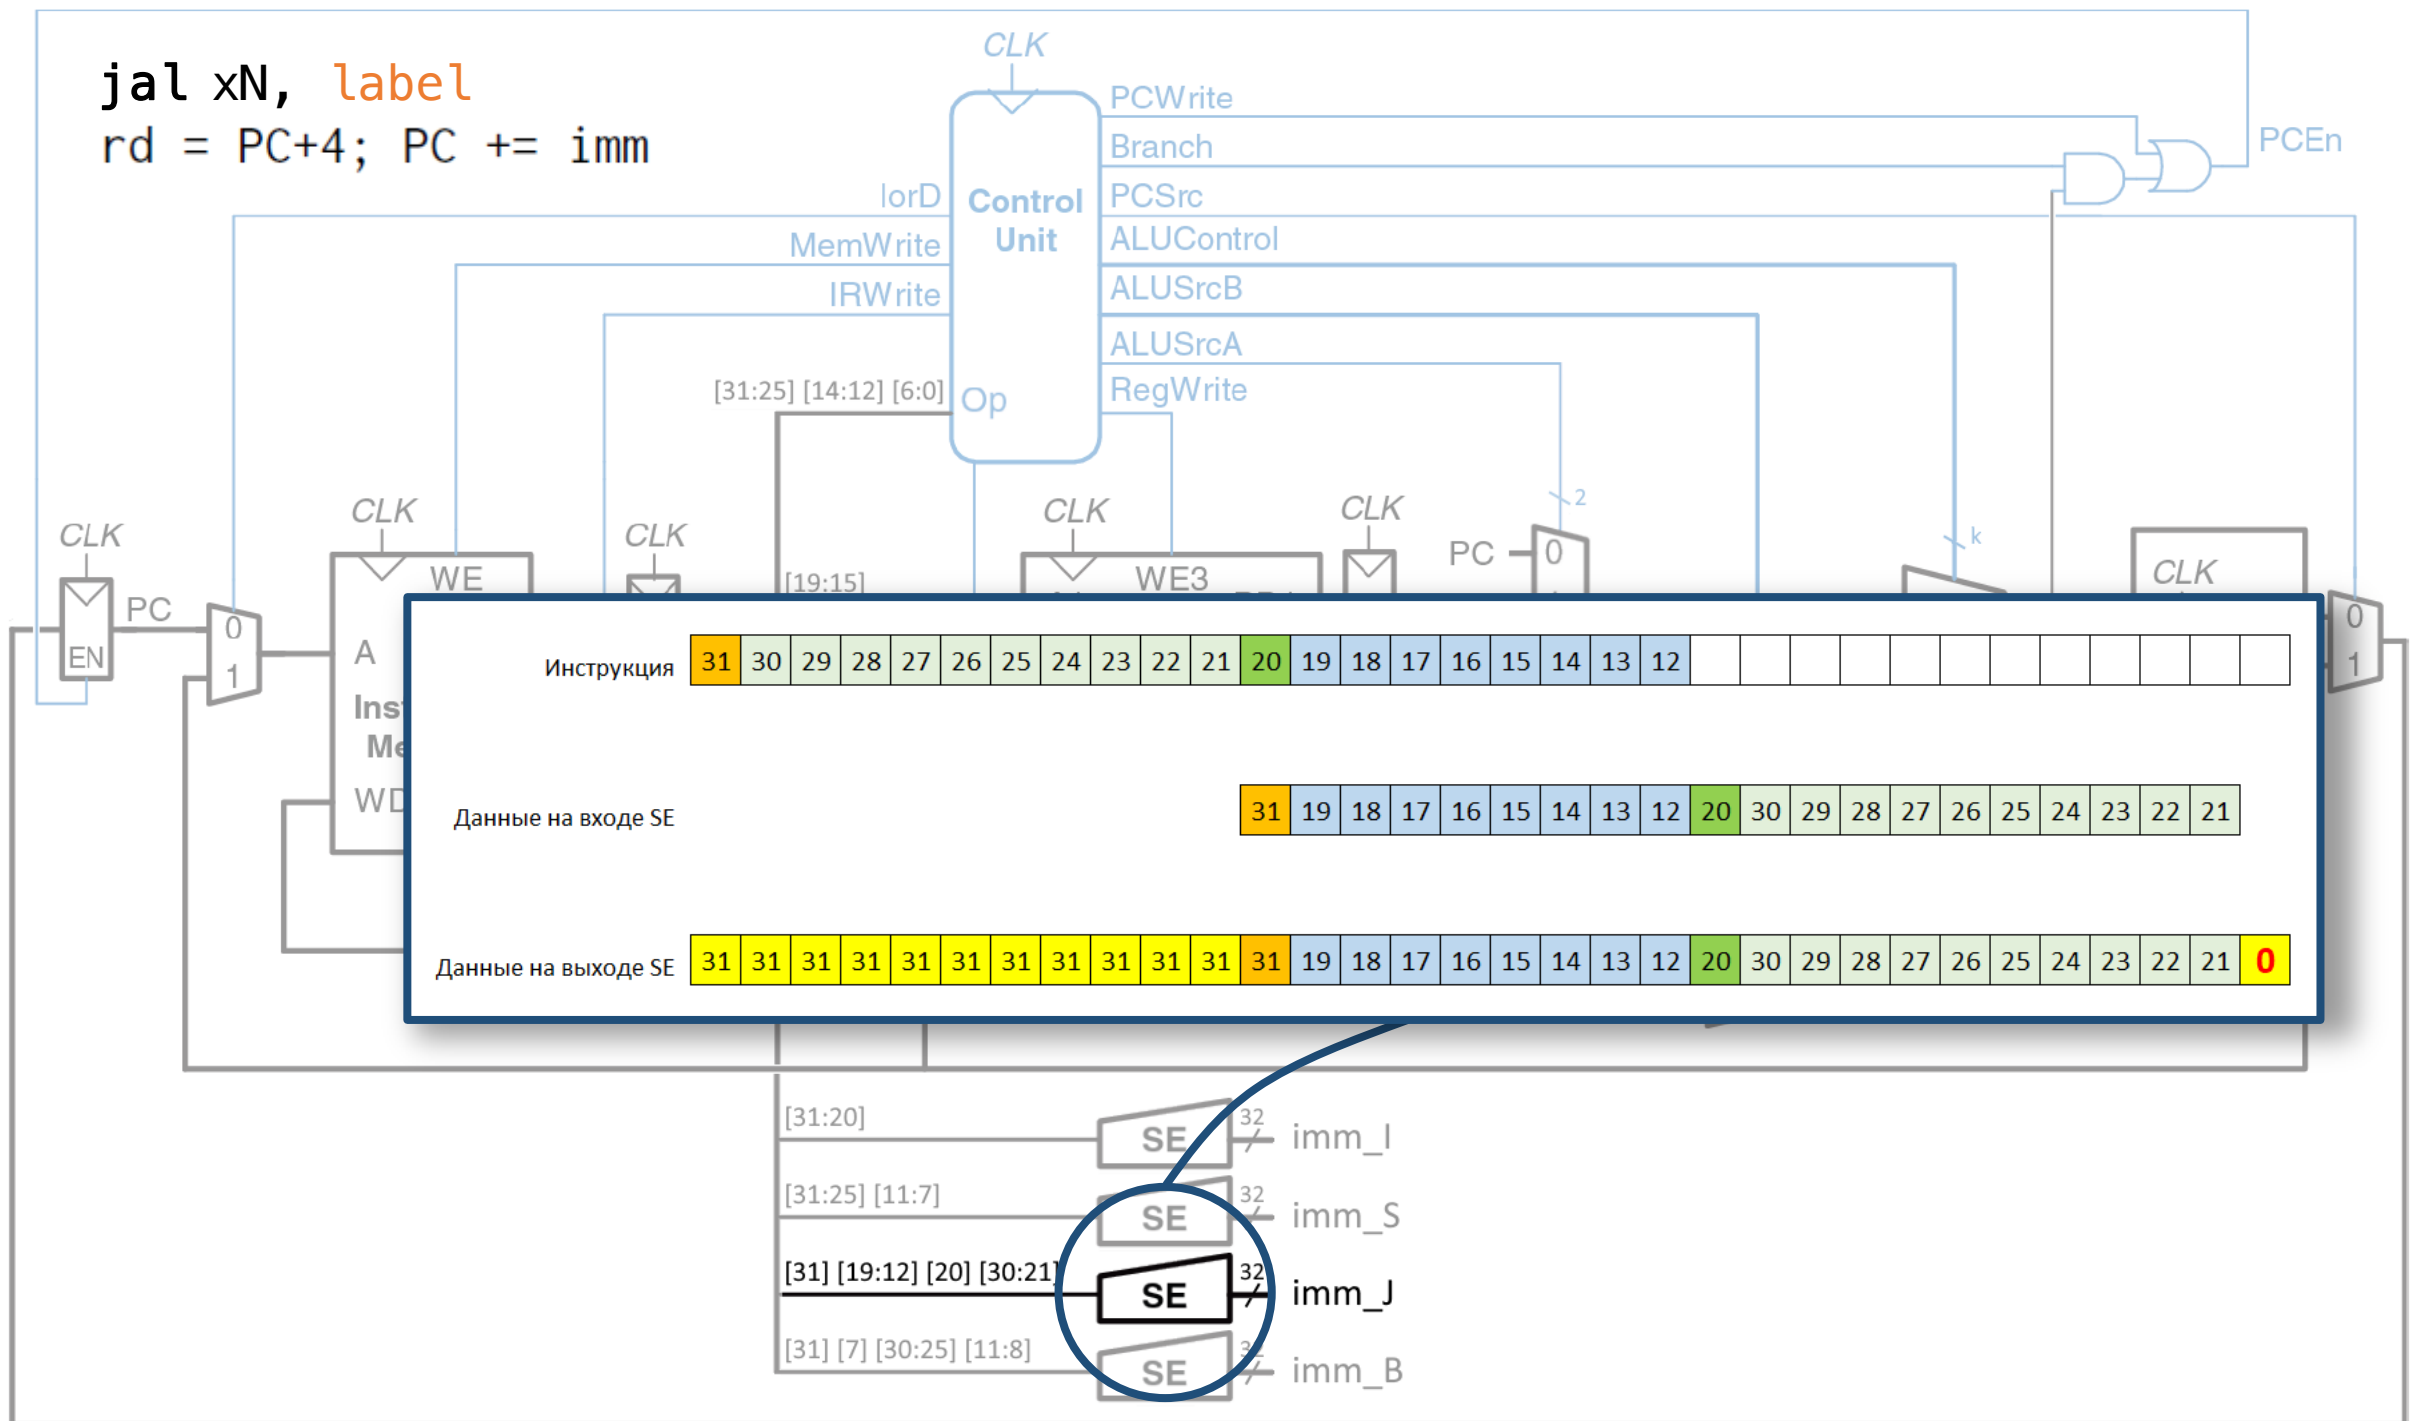 jal xN, label
rd = PC+4; PC += imm
CLK
Control
Unit
Op
PCWrite
Branch
PCSrc
ALUControl
ALUSrcB
ALUSrcA
RegWrite
PCEn
IorD
MemWrite
IRWrite
[31:25] [14:12] [6:0]
2
k
CLK
CLK
CLK
CLK
CLK
CLK
PC
EN
PC
0
1
WE
A
WD
[19:15]
WE3
PC
0
0
1
Инструкция 31 30 29 28 27 26 25 24 23 22 21 20 19 18 17 16 15 14 13 12
Данные на входе SE 31 19 18 17 16 15 14 13 12 20 30 29 28 27 26 25 24 23 22 21
Данные на выходе SE 31 31 31 31 31 31 31 31 31 31 31 31 19 18 17 16 15 14 13 12 20 30 29 28 27 26 25 24 23 22 21 0
[31:20] SE 32 imm_I
[31:25] [11:7] SE 32 imm_S
[31] [19:12] [20] [30:21] SE 32 imm_J
[31] [7] [30:25] [11:8] SE 32 imm_B